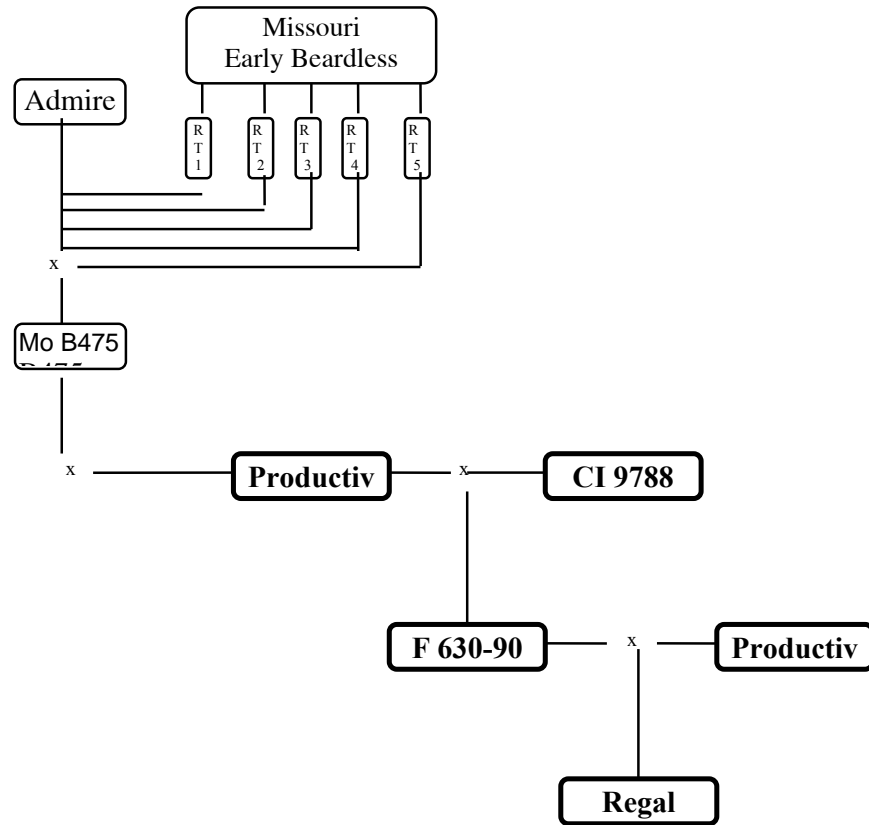 Missouri
Early Beardless
Admire
R R R R R
T T T T T
1 2 3 4 5
x
Mo B475
x
Productiv
x
CI 9788
F 630-90
x
Productiv
Regal